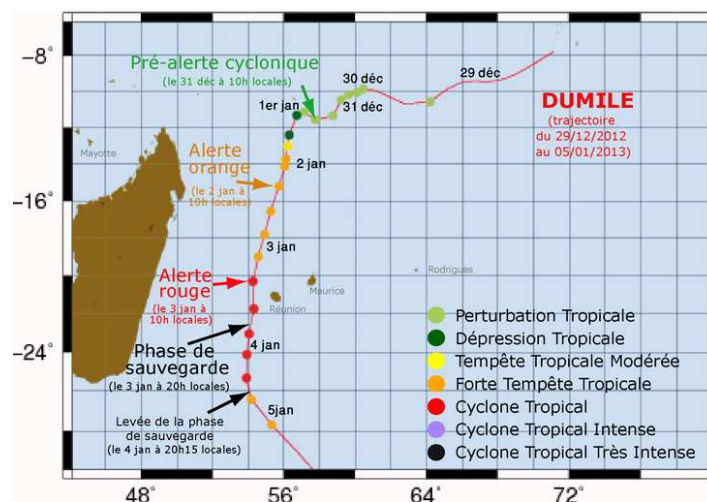 -8°
-16°
-24°
48°
56°
64°
72°
Pré-alerte cyclonique
(le 31 déc à 10h locales)
30 déc
29 déc
31 déc
1er jan
DUMILE
(trajectoire
du 29/12/2012
au 05/01/2013)
Mayotte
Alerte
orange
(le 2 jan à
10h locales)
2 jan
3 jan
Alerte
rouge
(le 3 jan à
10h locales)
Maurice
Réunion
Rodrigues
Phase de
sauvegarde
(le 3 jan à 20h locales)
4 jan
Levée de la phase
de sauvegarde
(le 4 jan à 20h15 locales)
5jan
Perturbation Tropicale
Dépression Tropicale
Tempête Tropicale Modérée
Forte Tempête Tropicale
Cyclone Tropical
Cyclone Tropical Intense
Cyclone Tropical Très Intense